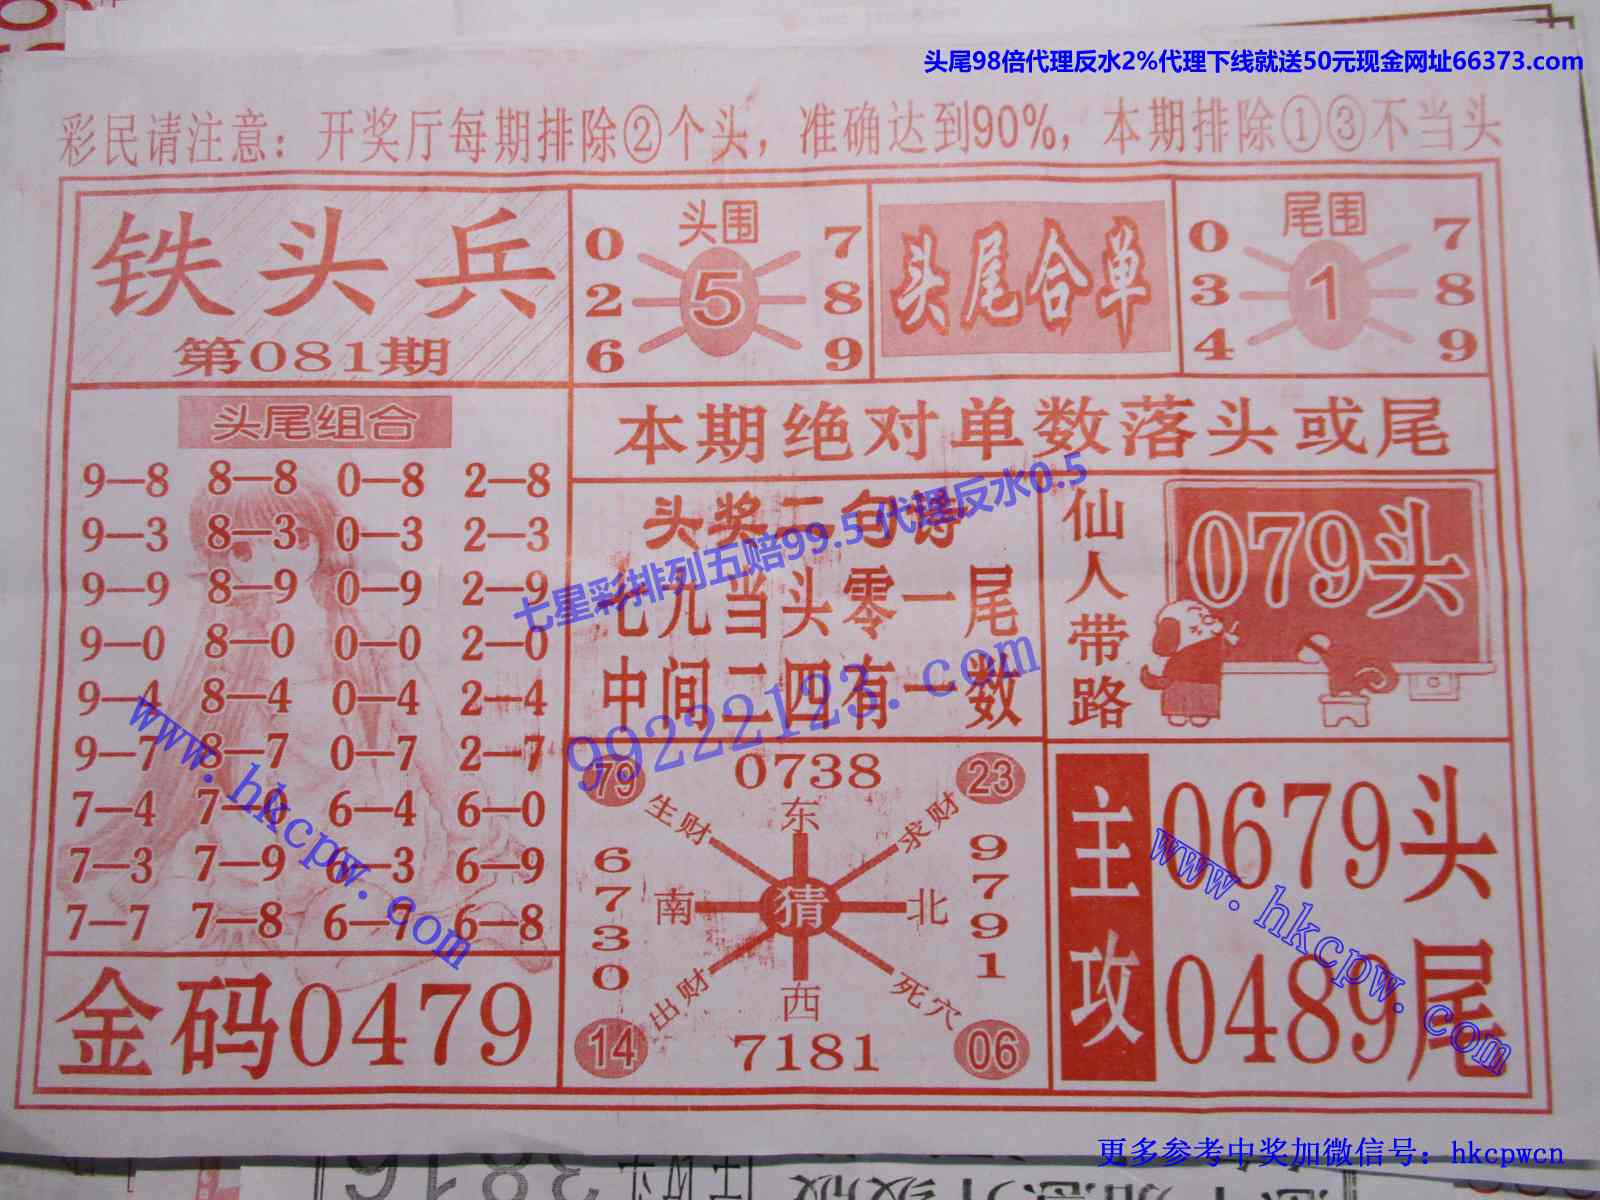 头尾98倍代理反水2%代理下线就送50元现金网址66373.com
彩民请注意：开奖厅每期排除②个头，准确达到90%，本期排除①③不当头
铁头兵
第081期
头围
0 7
2 5 8
6 9
头尾合单
尾围
0 7
3 1 8
4 9
头尾组合
9—8 8—8 0—8 2—8
9—3 8—3 0—3 2—3
9—9 8—9 0—9 2—9
9—0 8—0 0—0 2—0
9—4 8—4 0—4 2—4
9—7 8—7 0—7 2—7
7—4 7—0 6—4 6—0
7—3 7—9 6—3 6—9
7—7 7—8 6—7 6—8
金码0479
本期绝对单数落头或尾
头奖二句诗
七九当头零一尾
中间二四有一数
七星彩排列五赔99.5 代理反水0.5
99222123.com
仙人带路
079头
79 0738 23
生财 东 求财
6730 南 猜 北 9791
出财 西 死穴
14 7181 06
主攻
0679头
0489尾
www.hkcpw.com
www.hkcpw.com
更多参考中奖加微信号：hkcpwcn